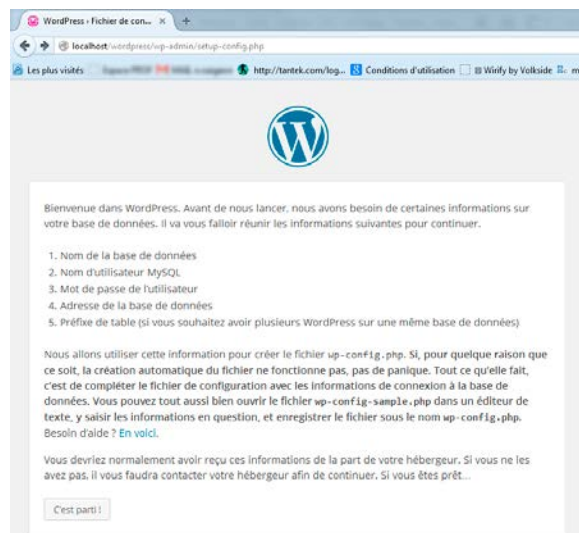 WordPress › Fichier de con...
localhost/wordpress/wp-admin/setup-config.php
Les plus visités http://tantek.com/log... Conditions d'utilisation Wirify by Volkside m
Bienvenue dans WordPress. Avant de nous lancer, nous avons besoin de certaines informations sur
votre base de données. Il va vous falloir réunir les informations suivantes pour continuer.
1. Nom de la base de données
2. Nom d'utilisateur MySQL
3. Mot de passe de l'utilisateur
4. Adresse de la base de données
5. Préfixe de table (si vous souhaitez avoir plusieurs WordPress sur une même base de données)
Nous allons utiliser cette information pour créer le fichier wp-config.php. Si, pour quelque raison que
ce soit, la création automatique du fichier ne fonctionne pas, pas de panique. Tout ce qu'elle fait,
c'est de compléter le fichier de configuration avec les informations de connexion à la base de
données. Vous pouvez tout aussi bien ouvrir le fichier wp-config-sample.php dans un éditeur de
texte, y saisir les informations en question, et enregistrer le fichier sous le nom wp-config.php.
Besoin d'aide ? En voici.
Vous devriez normalement avoir reçu ces informations de la part de votre hébergeur. Si vous ne les
avez pas, il vous faudra contacter votre hébergeur afin de continuer. Si vous êtes prêt...
C'est parti !